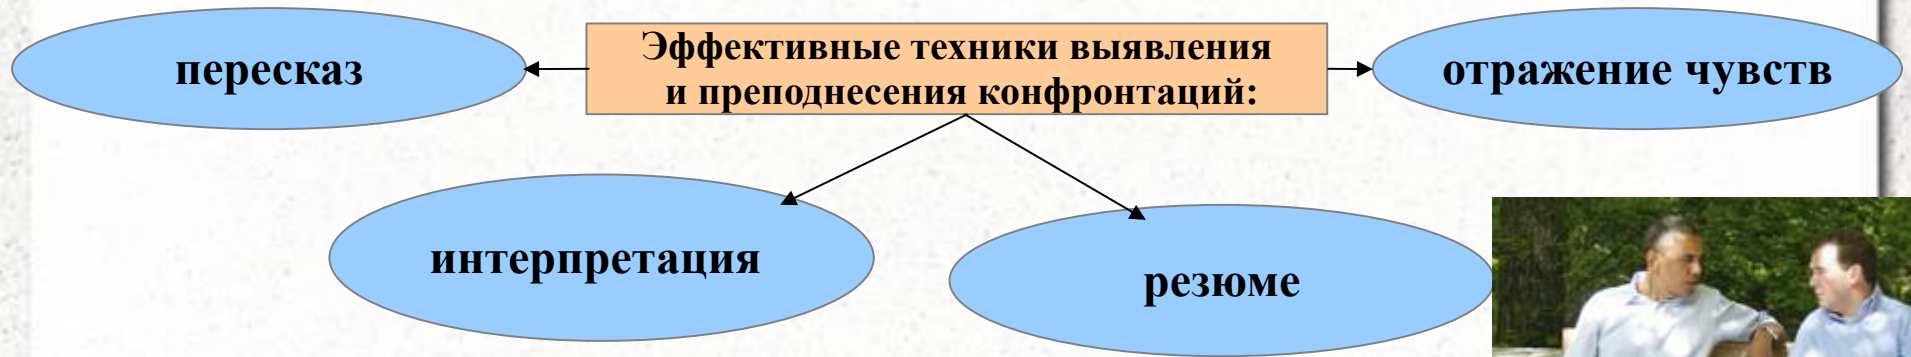 Эффективные техники выявления
и преподнесения конфронтаций:
пересказ
отражение чувств
интерпретация
резюме